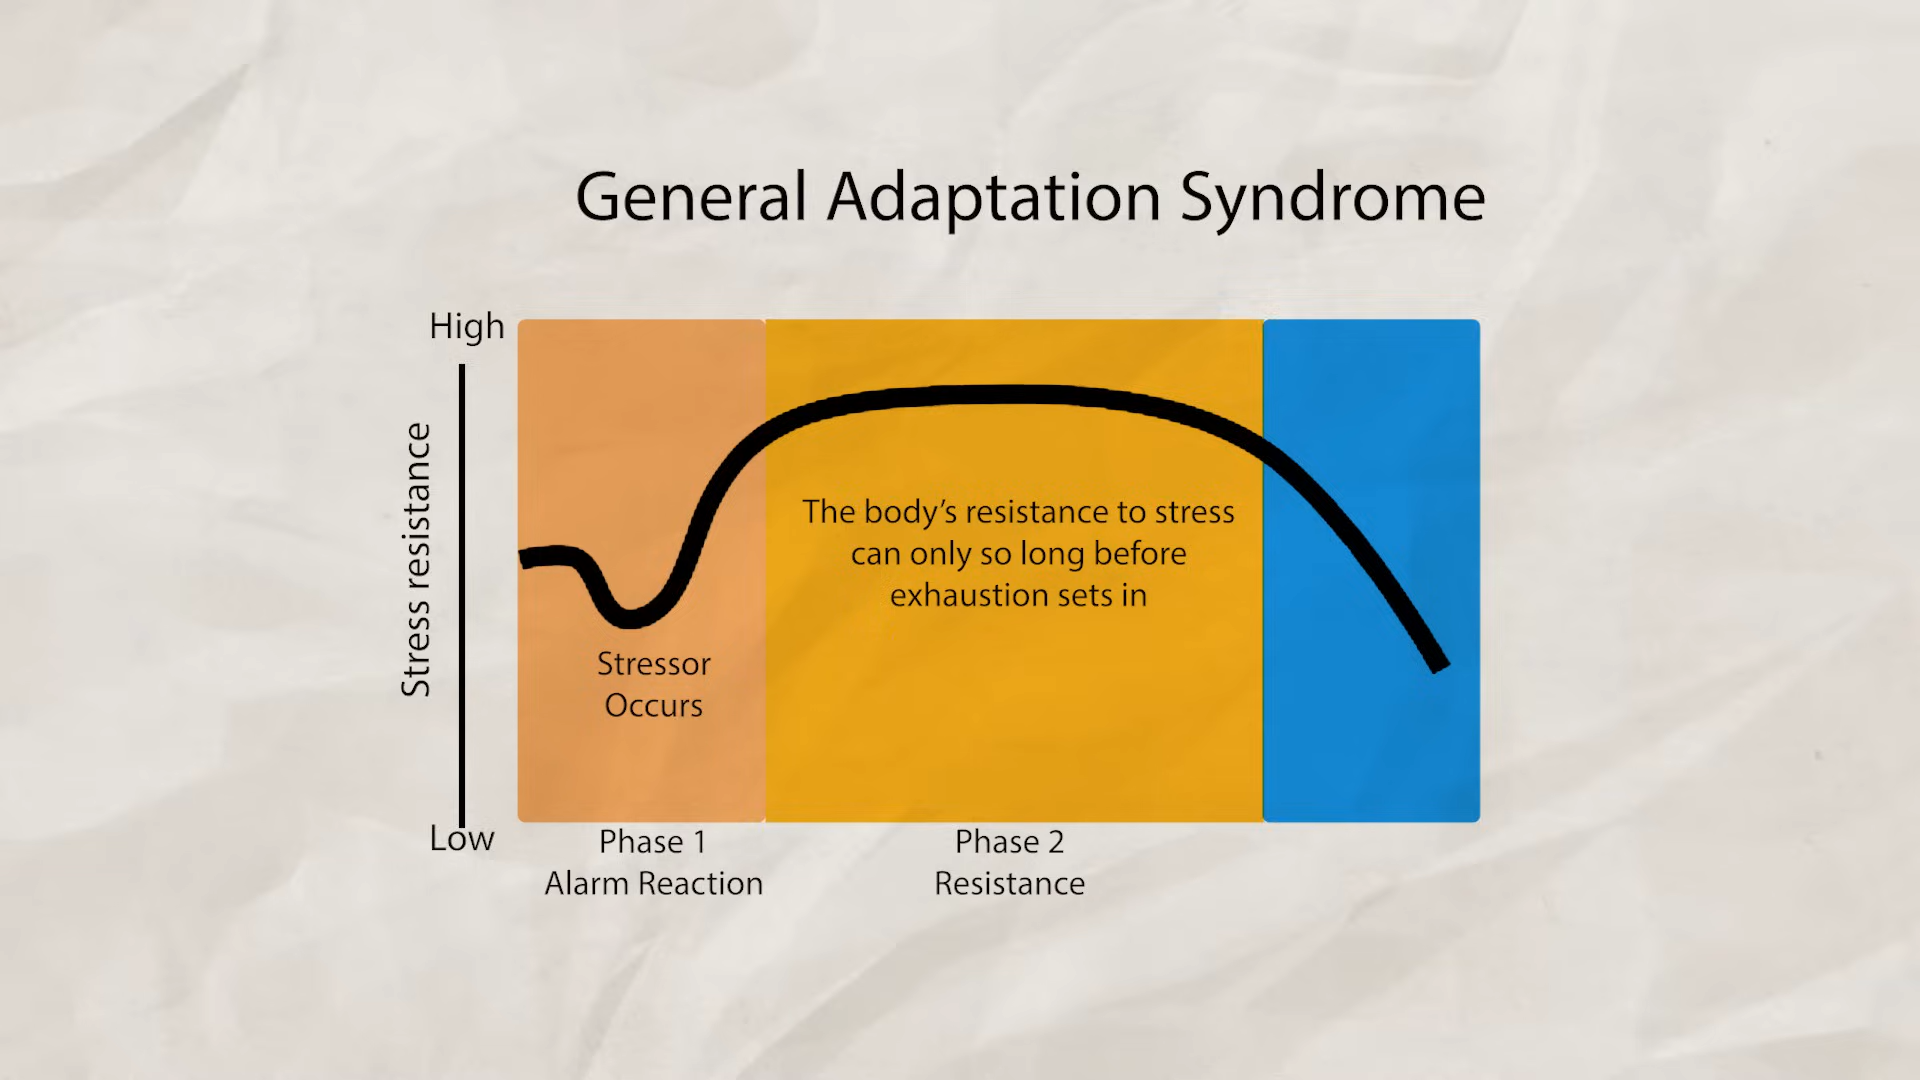 General Adaptation Syndrome
High
Stress resistance
Low
Stressor
Occurs
The body’s resistance to stress
can only so long before
exhaustion sets in
Phase 1
Alarm Reaction
Phase 2
Resistance